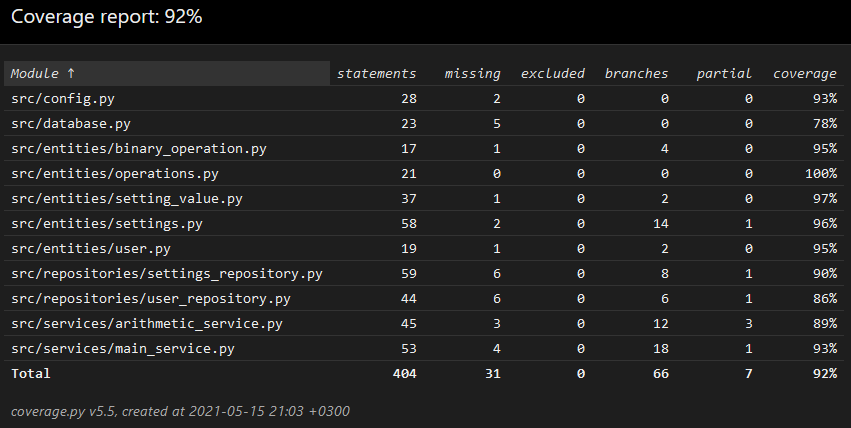 Coverage report: 92%
Module ↑ statements missing excluded branches partial coverage
src/config.py 28 2 0 0 0 93%
src/database.py 23 5 0 0 0 78%
src/entities/binary_operation.py 17 1 0 4 0 95%
src/entities/operations.py 21 0 0 0 0 100%
src/entities/setting_value.py 37 1 0 2 0 97%
src/entities/settings.py 58 2 0 14 1 96%
src/entities/user.py 19 1 0 2 0 95%
src/repositories/settings_repository.py 59 6 0 8 1 90%
src/repositories/user_repository.py 44 6 0 6 1 86%
src/services/arithmetic_service.py 45 3 0 12 3 89%
src/services/main_service.py 53 4 0 18 1 93%
Total 404 31 0 66 7 92%
coverage.py v5.5, created at 2021-05-15 21:03 +0300